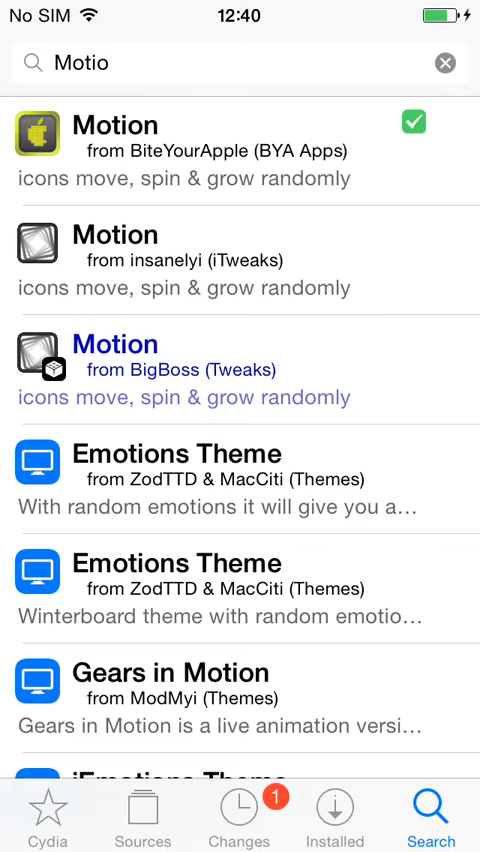 No SIM 12:40
Motio
Motion
from BiteYourApple (BYA Apps)
icons move, spin & grow randomly
Motion
from insanelyi (iTweaks)
icons move, spin & grow randomly
Motion
from BigBoss (Tweaks)
icons move, spin & grow randomly
Emotions Theme
from ZodTTD & MacCiti (Themes)
With random emotions it will give you a…
Emotions Theme
from ZodTTD & MacCiti (Themes)
Winterboard theme with random emotio…
Gears in Motion
from ModMyi (Themes)
Gears in Motion is a live animation versi…
iEmotions Theme
1
Cydia Sources Changes Installed Search